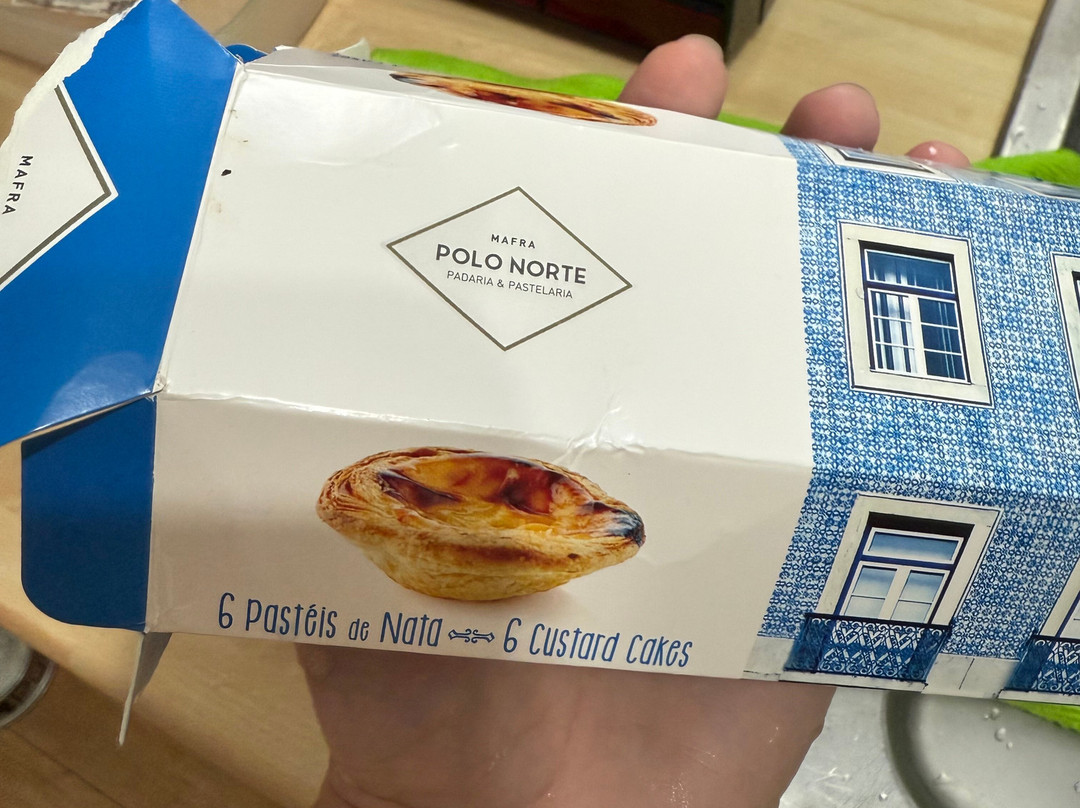 MAFRA
MAFRA
POLO NORTE
PADARIA & PASTELARIA
6 Pastéis de Nata 6 Custard Cakes